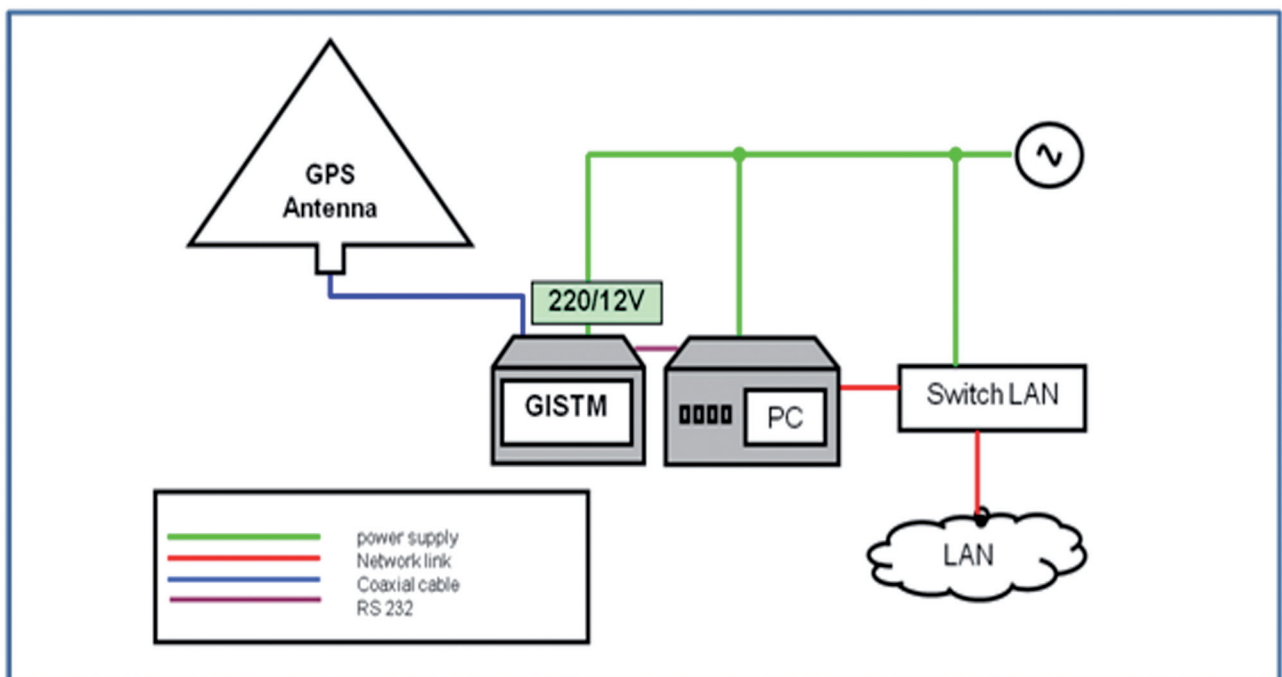 GPS
Antenna
220/12V
GISTM
PC
Switch LAN
LAN
power supply
Network link
Coaxial cable
RS 232